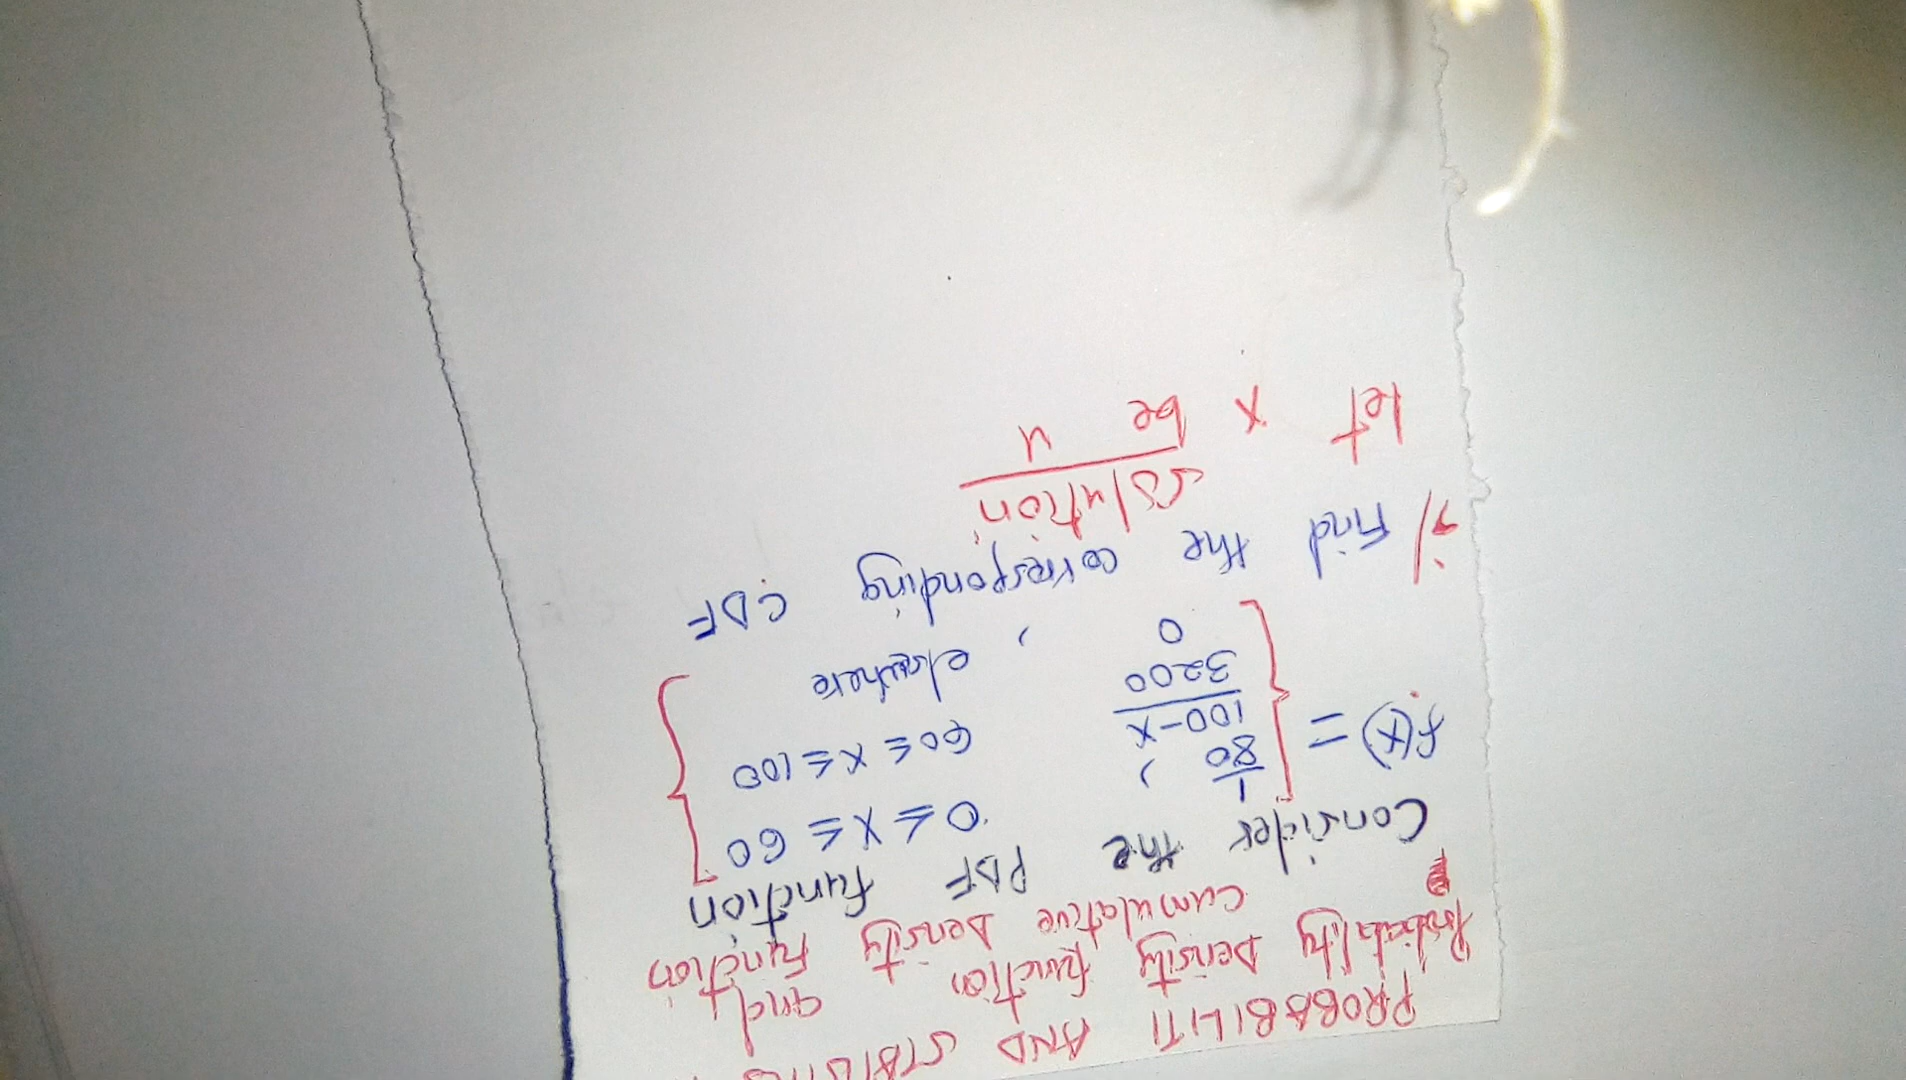 PROBABILITI AND STATISTICS
Probability Density function and
cumulative Density function
Consider the PDF function
f(x) = { 1/80 , 0 ≤ x ≤ 60
100-x/3200 60 ≤ x ≤ 100
0 , elsewhere }
i/ Find the corresponding CDF
solution
let x be u